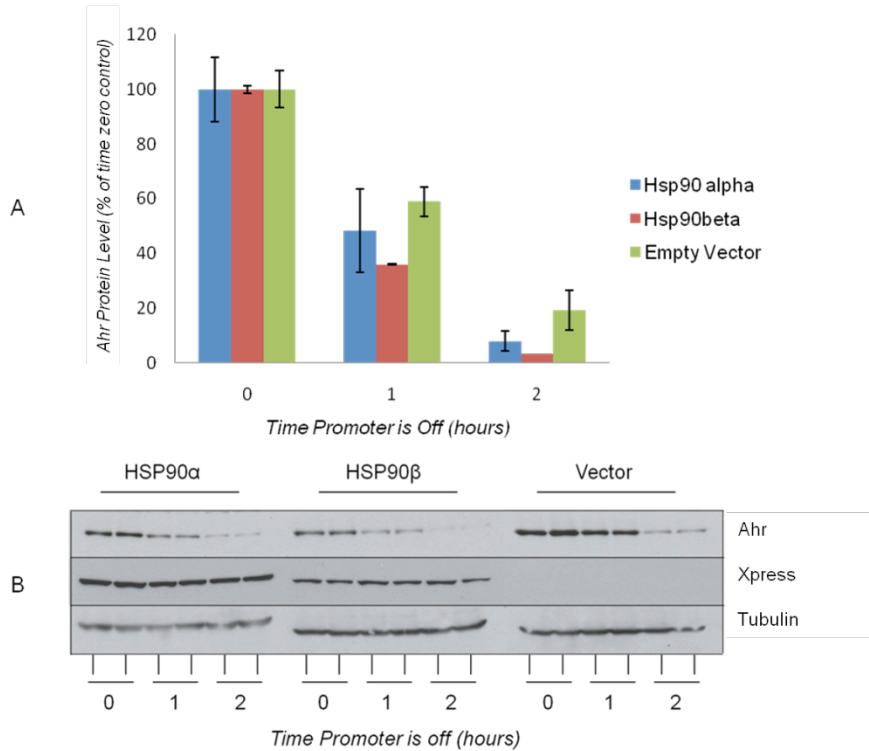 A
Ahr Protein Level (% of time zero control)
120
100
80
60
40
20
0
0 1 2
Time Promoter is Off (hours)
Hsp90 alpha
Hsp90beta
Empty Vector
B
HSP90α HSP90β Vector
Ahr
Xpress
Tubulin
0 1 2 0 1 2 0 1 2
Time Promoter is off (hours)